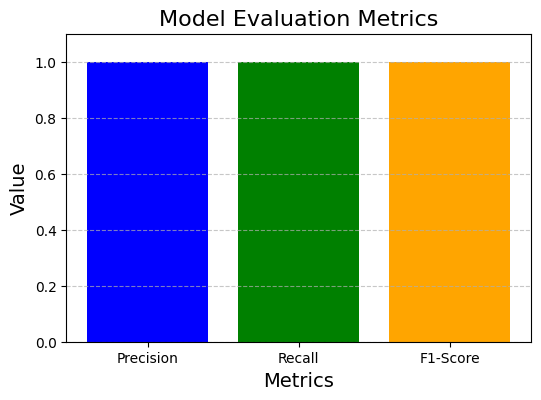 Model Evaluation Metrics
Value
1.0
0.8
0.6
0.4
0.2
0.0
Precision Recall F1-Score
Metrics